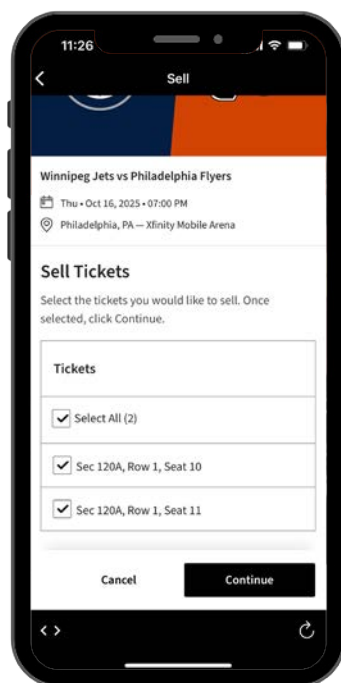 11:26
Sell
Winnipeg Jets vs Philadelphia Flyers
Thu • Oct 16, 2025 • 07:00 PM
Philadelphia, PA — Xfinity Mobile Arena
Sell Tickets
Select the tickets you would like to sell. Once
selected, click Continue.
Tickets
Select All (2)
Sec 120A, Row 1, Seat 10
Sec 120A, Row 1, Seat 11
Cancel
Continue